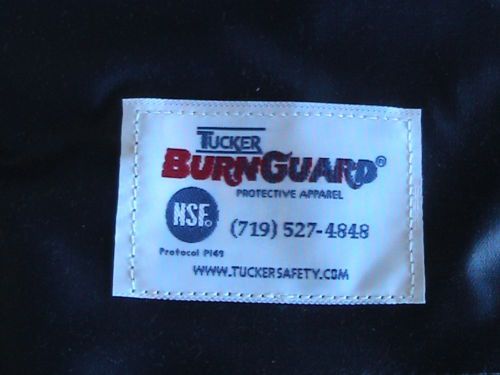 TUCKER
BURNGUARD®
PROTECTIVE APPAREL
NSF®
(719) 527-4848
Protocol P149
WWW.TUCKERSAFETY.COM